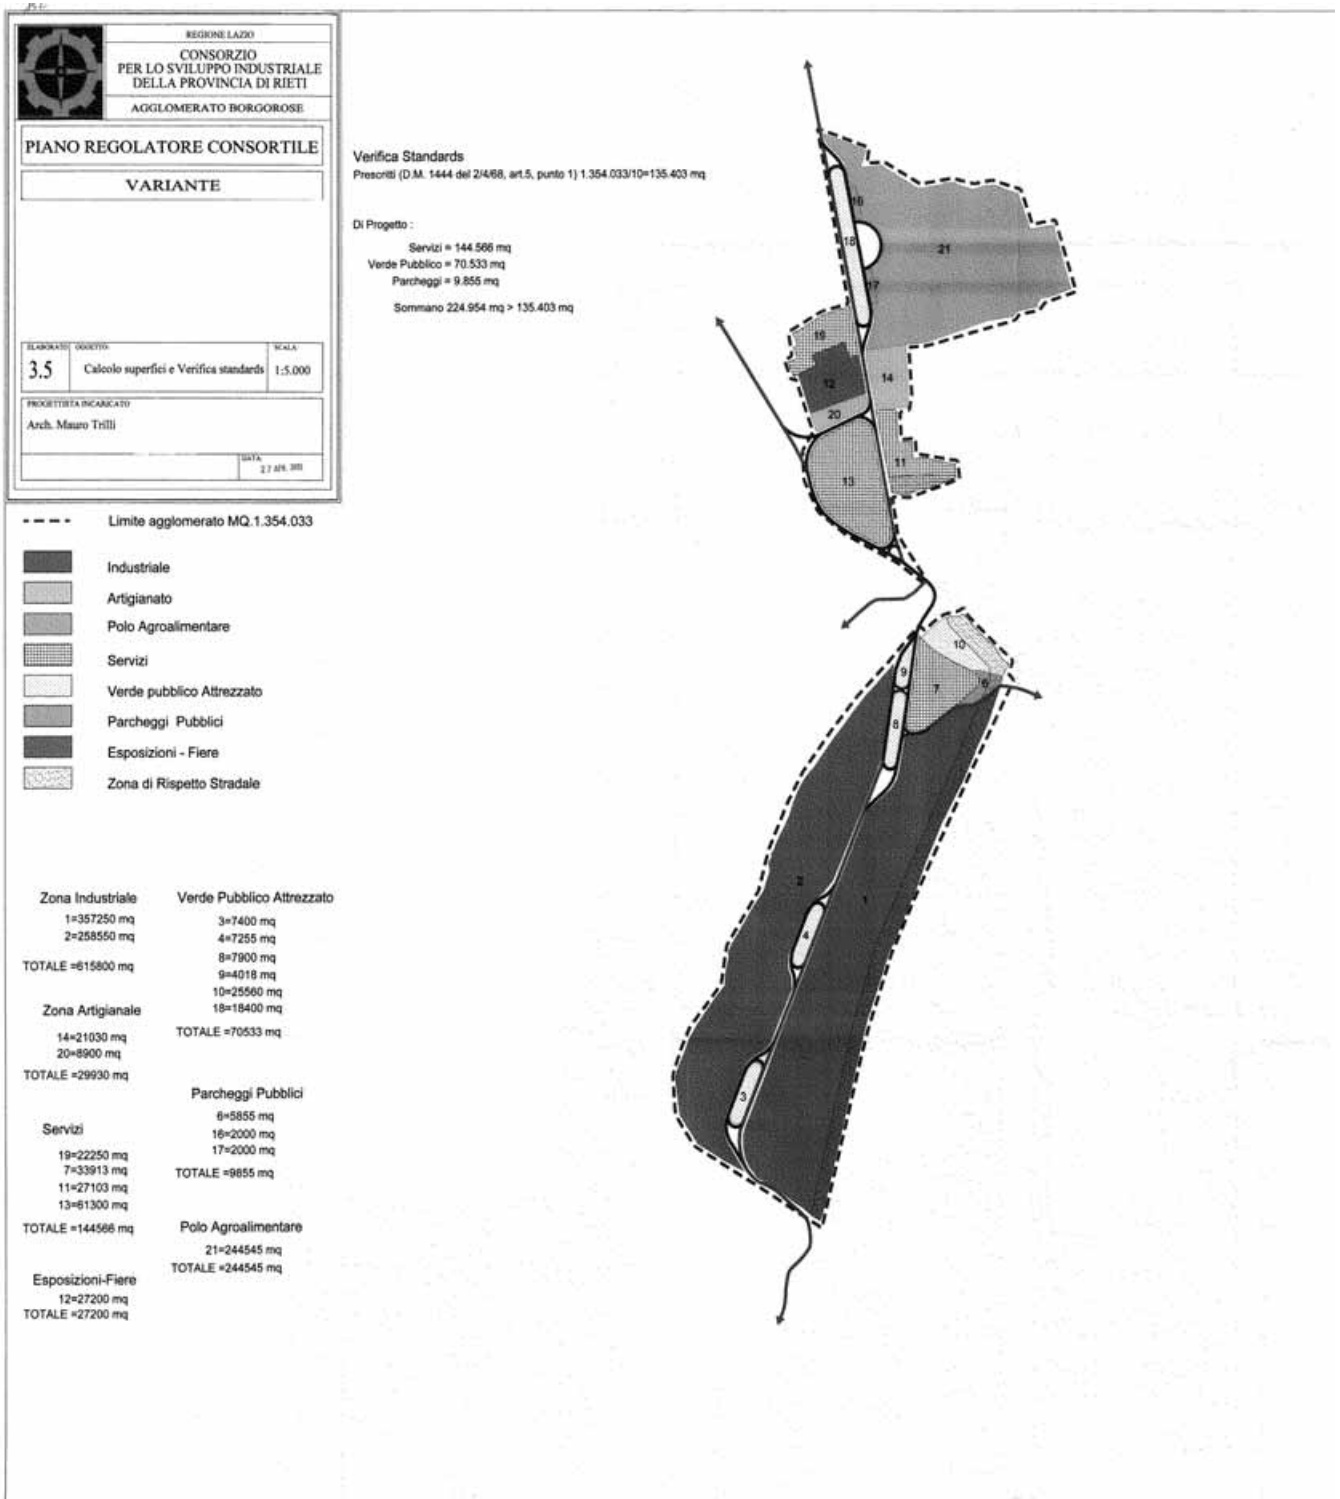 REGIONE LAZIO
CONSORZIO
PER LO SVILUPPO INDUSTRIALE
DELLA PROVINCIA DI RIETI
AGGLOMERATO BORGOROSE
PIANO REGOLATORE CONSORTILE
VARIANTE
ELABORATO: OGGETTO: SCALA:
3.5 Calcolo superfici e Verifica standards 1:5.000
PROGETTISTA INCARICATO
Arch. Mauro Trilli
DATA:
27 APR.
Verifica Standards
Prescritti (D.M. 1444 del 2/4/68, art.5, punto 1) 1.354.033/10=135.403 mq
Di Progetto :
Servizi = 144.566 mq
Verde Pubblico = 70.533 mq
Parcheggi = 9.855 mq
Sommano 224.954 mq > 135.403 mq
Limite agglomerato MQ.1.354.033
Industriale
Artigianato
Polo Agroalimentare
Servizi
Verde pubblico Attrezzato
Parcheggi Pubblici
Esposizioni - Fiere
Zona di Rispetto Stradale
Zona Industriale
1=357250 mq
2=258550 mq
TOTALE =615800 mq
Zona Artigianale
14=21030 mq
20=8900 mq
TOTALE =29930 mq
Servizi
19=22250 mq
7=33913 mq
11=27103 mq
13=61300 mq
TOTALE =144566 mq
Esposizioni-Fiere
12=27200 mq
TOTALE =27200 mq
Verde Pubblico Attrezzato
3=7400 mq
4=7255 mq
8=7900 mq
9=4018 mq
10=25560 mq
18=18400 mq
TOTALE =70533 mq
Parcheggi Pubblici
6=5855 mq
16=2000 mq
17=2000 mq
TOTALE =9855 mq
Polo Agroalimentare
21=244545 mq
TOTALE =244545 mq
16
18
21
17
19
12
14
20
11
13
10
9
7
6
8
2
1
4
3